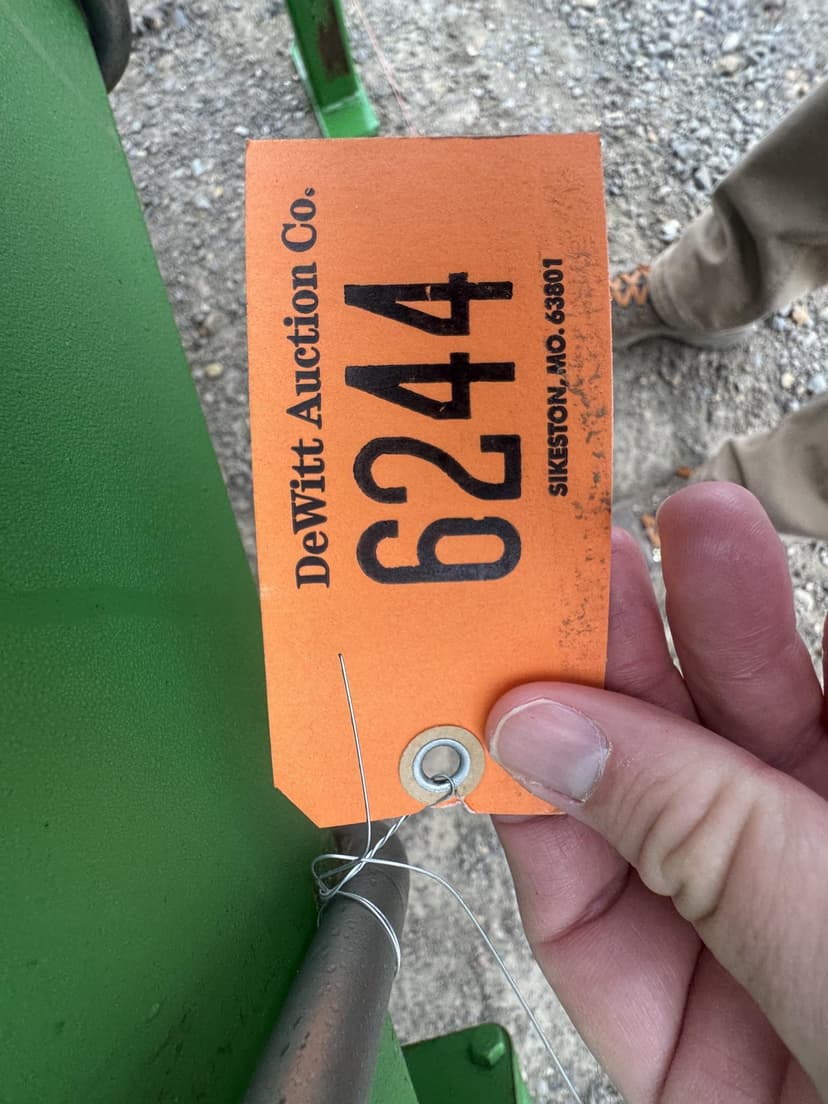 DeWitt Auction Co.
6244
SIKESTON, MO. 63801